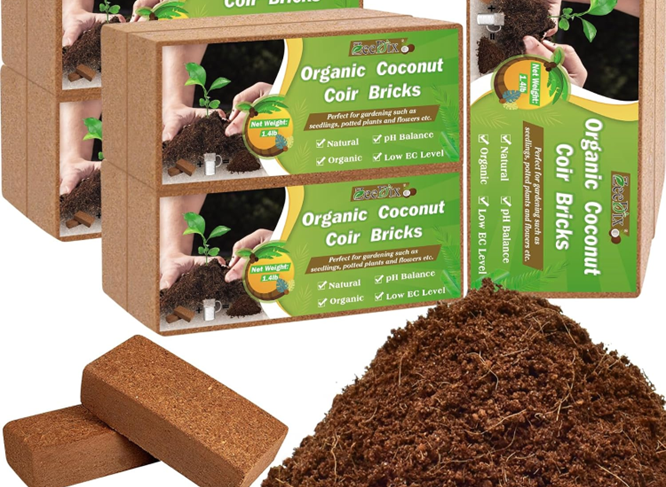 Coir Bricks
ZeeDix
Organic Coconut
Coir Bricks
Perfect for gardening such as
seedlings, potted plants and flowers etc.
Net Weight:
1.4lb
Natural
pH Balance
Organic
Low EC Level
ZeeDix
Organic Coconut
Coir Bricks
Perfect for gardening such as
seedlings, potted plants and flowers etc.
Net Weight:
1.4lb
Natural
pH Balance
Organic
Low EC Level
ZeeDix
Organic Coconut
Coir Bricks
Perfect for gardening such as
seedlings, potted plants and flowers etc.
Net Weight:
1.4lb
Natural
pH Balance
Organic
Low EC Level